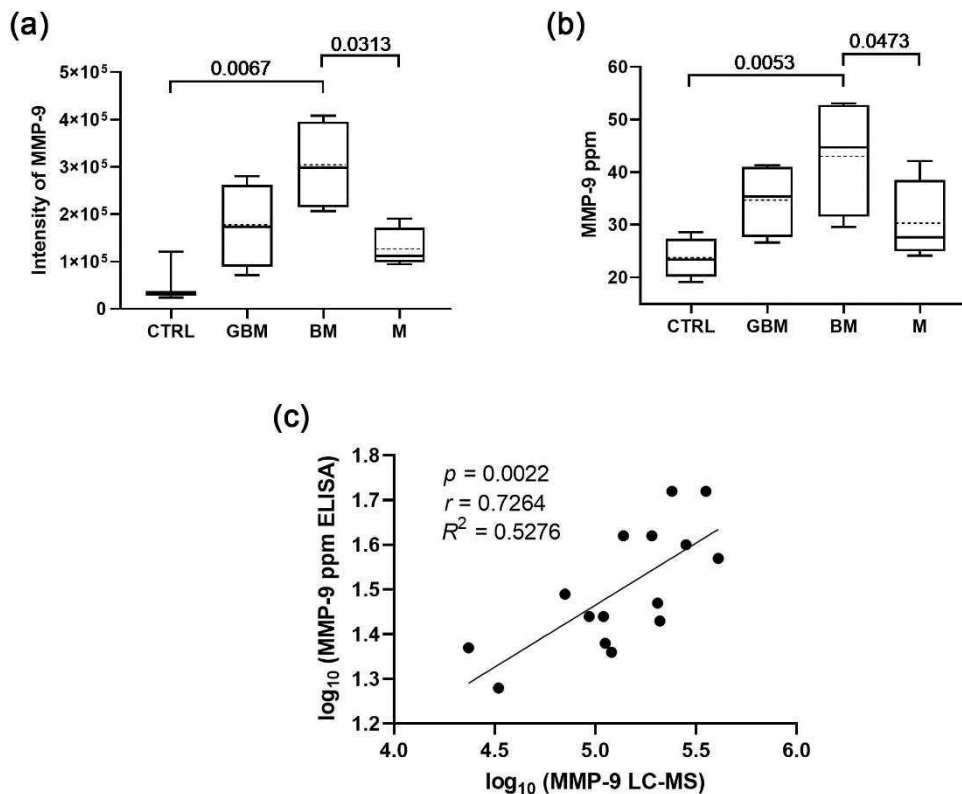 (a)
0.0313
0.0067
Intensity of MMP-9
5×10⁵
4×10⁵
3×10⁵
2×10⁵
1×10⁵
0
CTRL GBM BM M
(b)
0.0473
0.0053
MMP-9 ppm
60
50
40
30
20
CTRL GBM BM M
(c)
log₁₀ (MMP-9 ppm ELISA)
1.8
1.7
1.6
1.5
1.4
1.3
1.2
p = 0.0022
r = 0.7264
R² = 0.5276
4.0 4.5 5.0 5.5 6.0
log₁₀ (MMP-9 LC-MS)